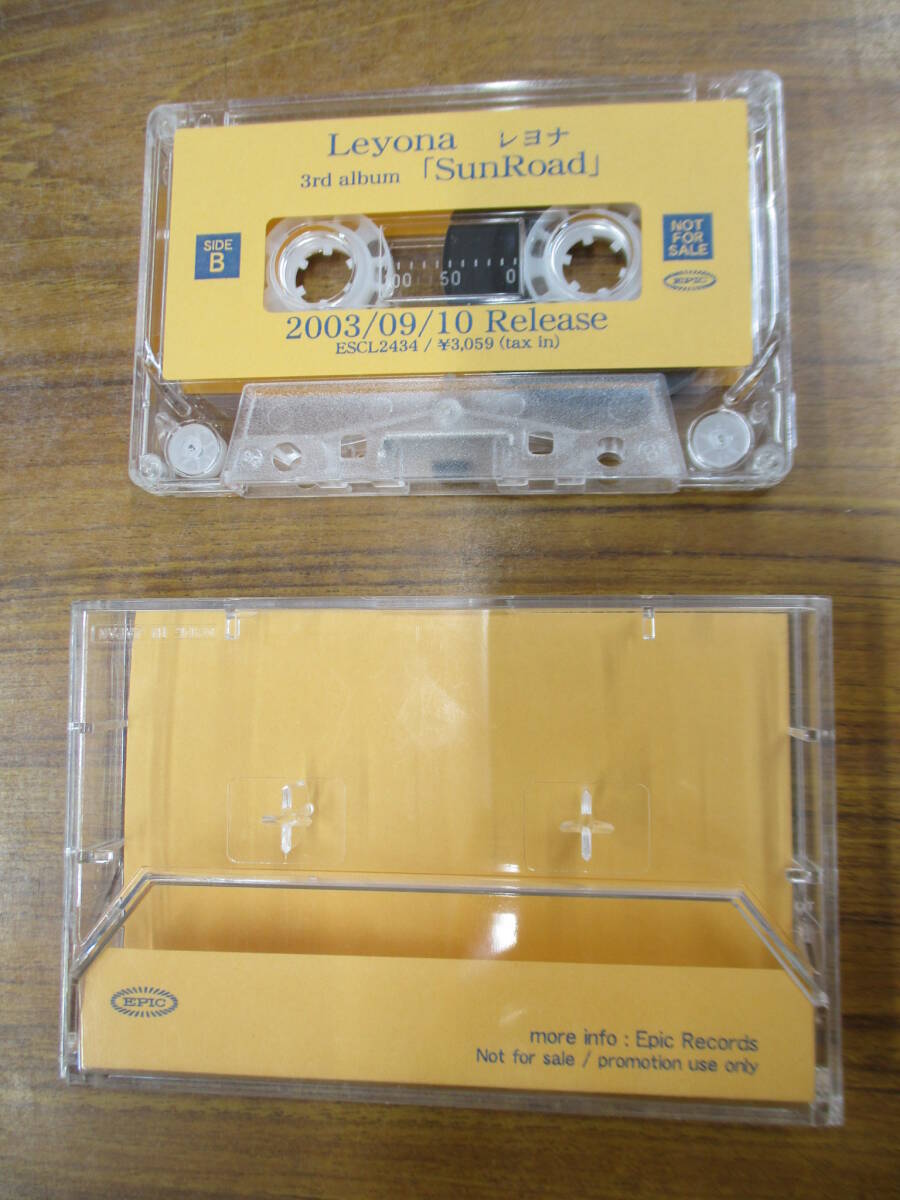 Leyona レヨナ
3rd album 「SunRoad」
SIDE
B
NOT
FOR
SALE
EPIC
100 50 0
2003/09/10 Release
ESCL2434 / ¥3,059 (tax in)
EPIC
more info : Epic Records
Not for sale / promotion use only